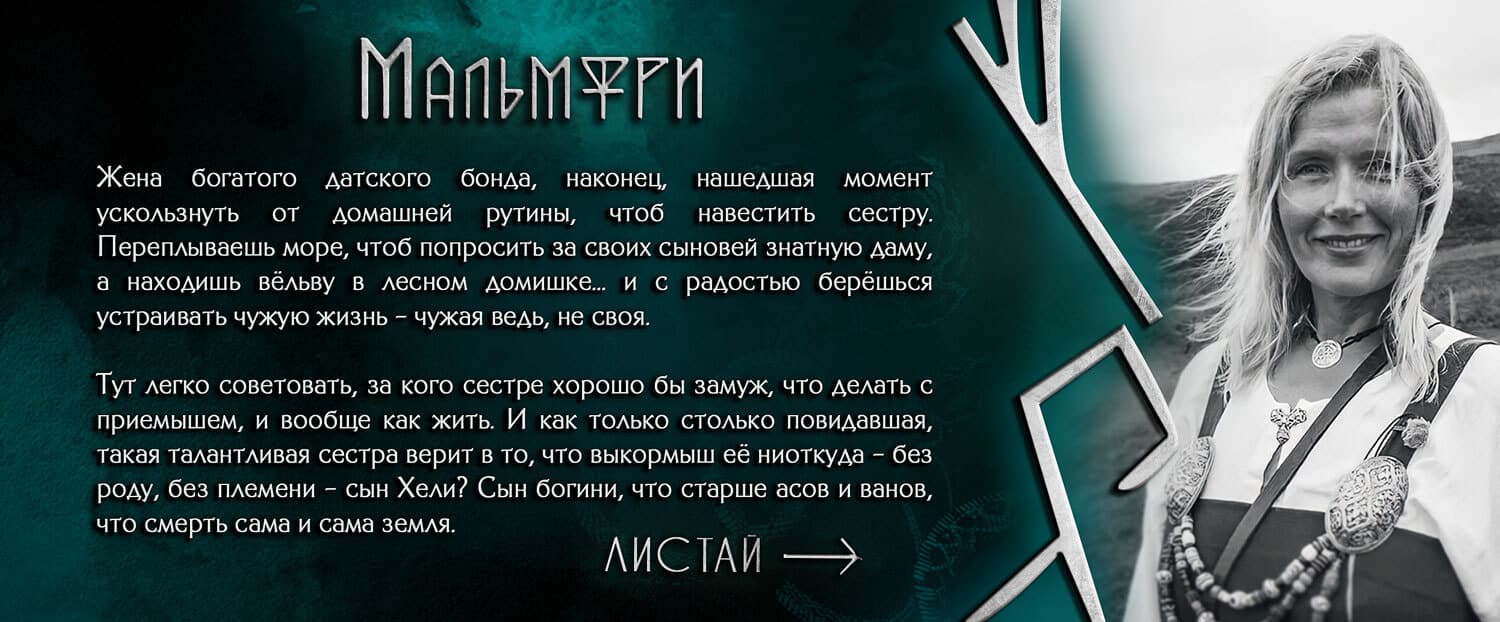 Мальмфри
Жена богатого датского бонда, наконец, нашедшая момент
ускользнуть от домашней рутины, чтоб навестить сестру.
Переплываешь море, чтоб попросить за своих сыновей знатную даму,
а находишь вёльву в лесном домишке... и с радостью берёшься
устраивать чужую жизнь – чужая ведь, не своя.
Тут легко советовать, за кого сестре хорошо бы замуж, что делать с
приемышем, и вообще как жить. И как только столько повидавшая,
такая талантливая сестра верит в то, что выкормыш её ниоткуда – без
роду, без племени – сын Хели? Сын богини, что старше асов и ванов,
что смерть сама и сама земля.
ЛИСТАЙ →